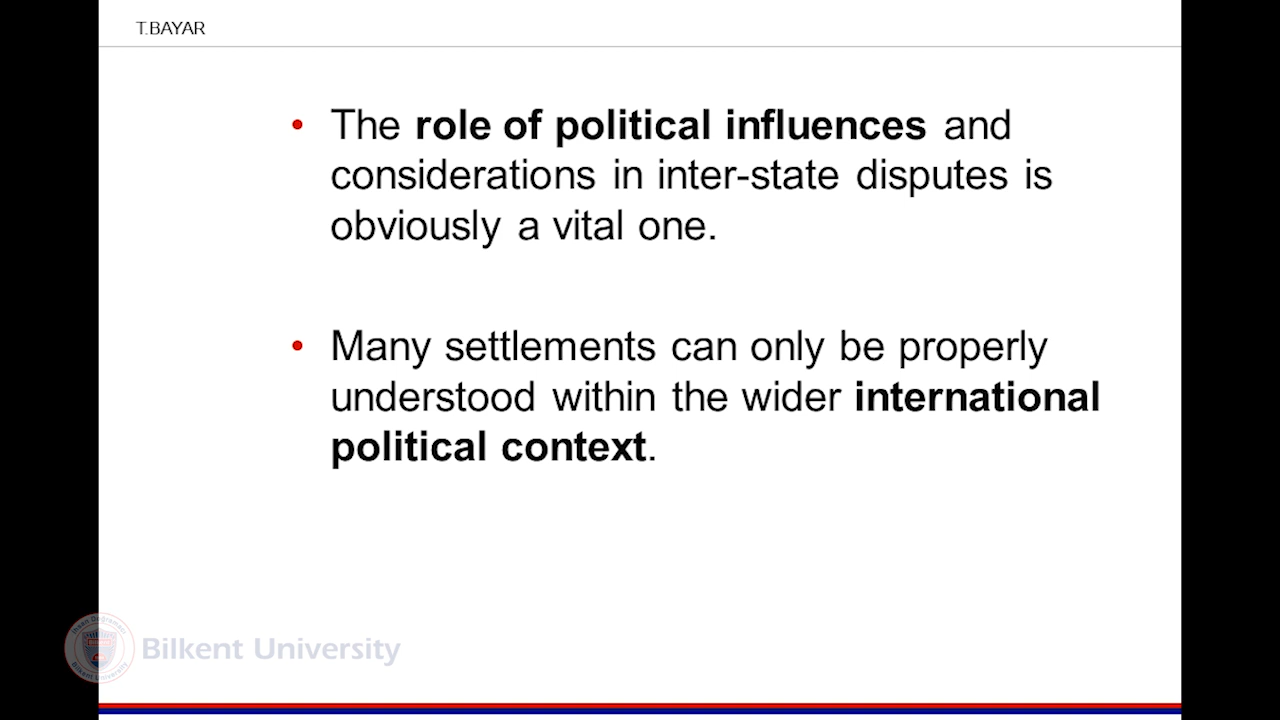 T.BAYAR
• The role of political influences and
considerations in inter-state disputes is
obviously a vital one.
• Many settlements can only be properly
understood within the wider international
political context.
Bilkent University